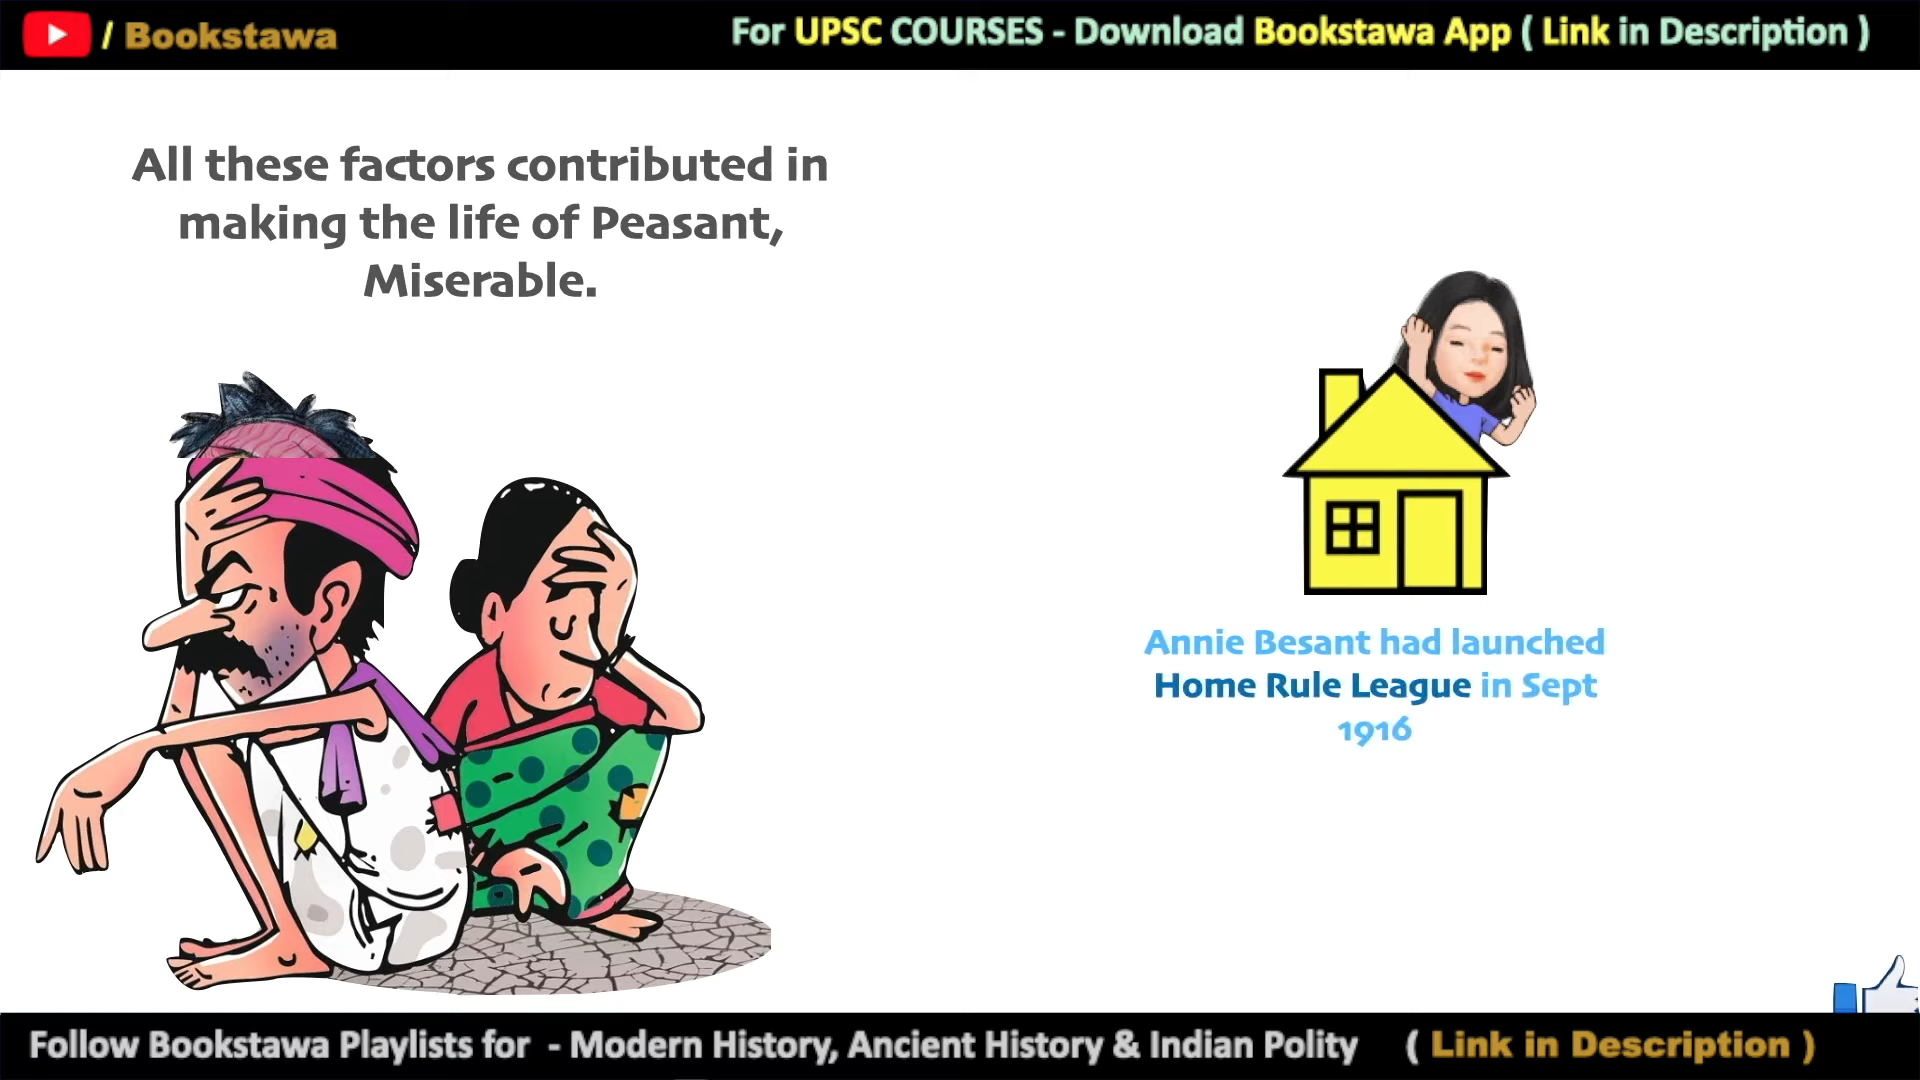 / Bookstawa
For UPSC COURSES - Download Bookstawa App ( Link in Description )
All these factors contributed in
making the life of Peasant,
Miserable.
Annie Besant had launched
Home Rule League in Sept
1916
Follow Bookstawa Playlists for - Modern History, Ancient History & Indian Polity ( Link in Description )